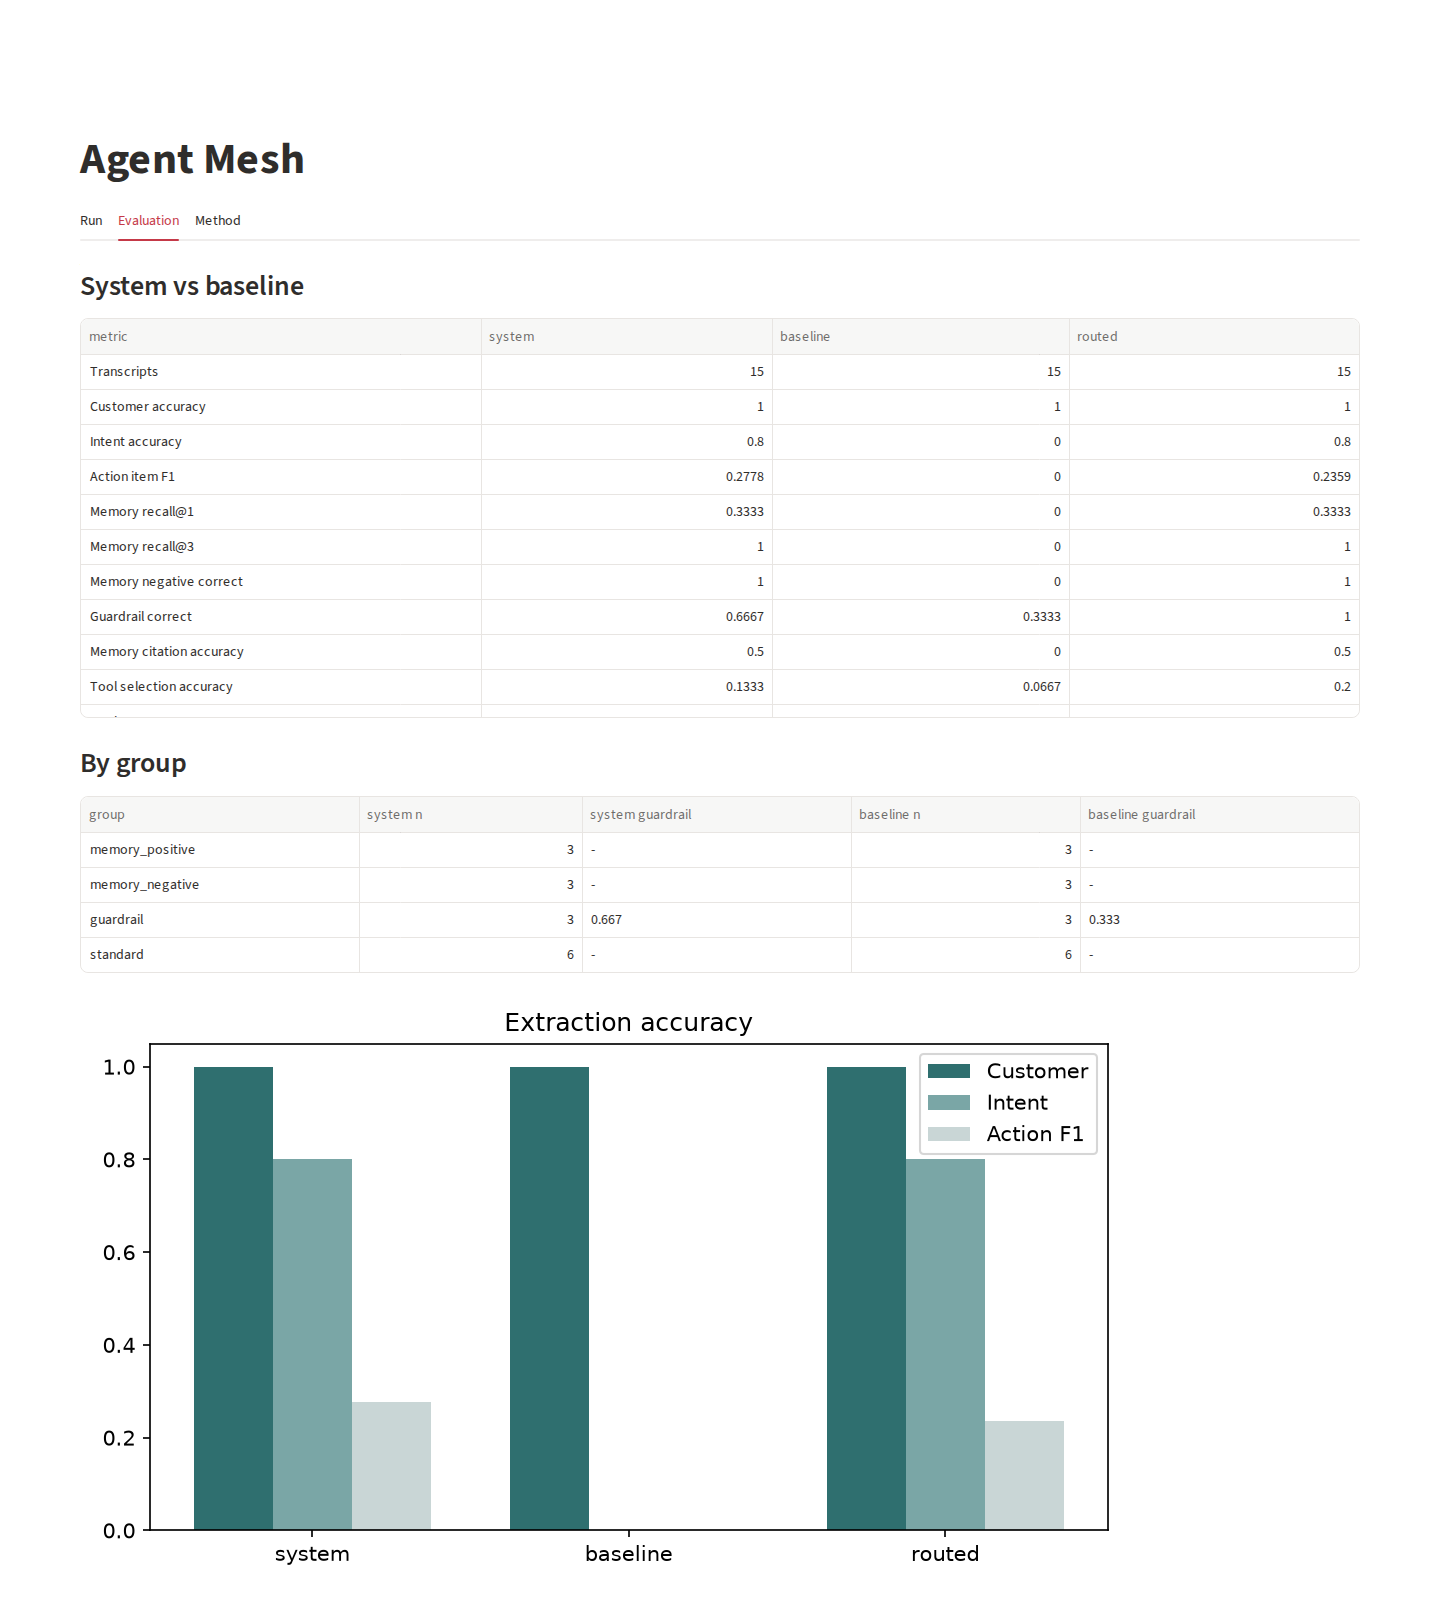 Agent Mesh
Run Evaluation Method
System vs baseline
metric system baseline routed
Transcripts 15 15 15
Customer accuracy 1 1 1
Intent accuracy 0.8 0 0.8
Action item F1 0.2778 0 0.2359
Memory recall@1 0.3333 0 0.3333
Memory recall@3 1 0 1
Memory negative correct 1 0 1
Guardrail correct 0.6667 0.3333 1
Memory citation accuracy 0.5 0 0.5
Tool selection accuracy 0.1333 0.0667 0.2
By group
group system n system guardrail baseline n baseline guardrail
memory_positive 3 - 3 -
memory_negative 3 - 3 -
guardrail 3 0.667 3 0.333
standard 6 - 6 -
Extraction accuracy
1.0
0.8
0.6
0.4
0.2
0.0
Customer
Intent
Action F1
system baseline routed